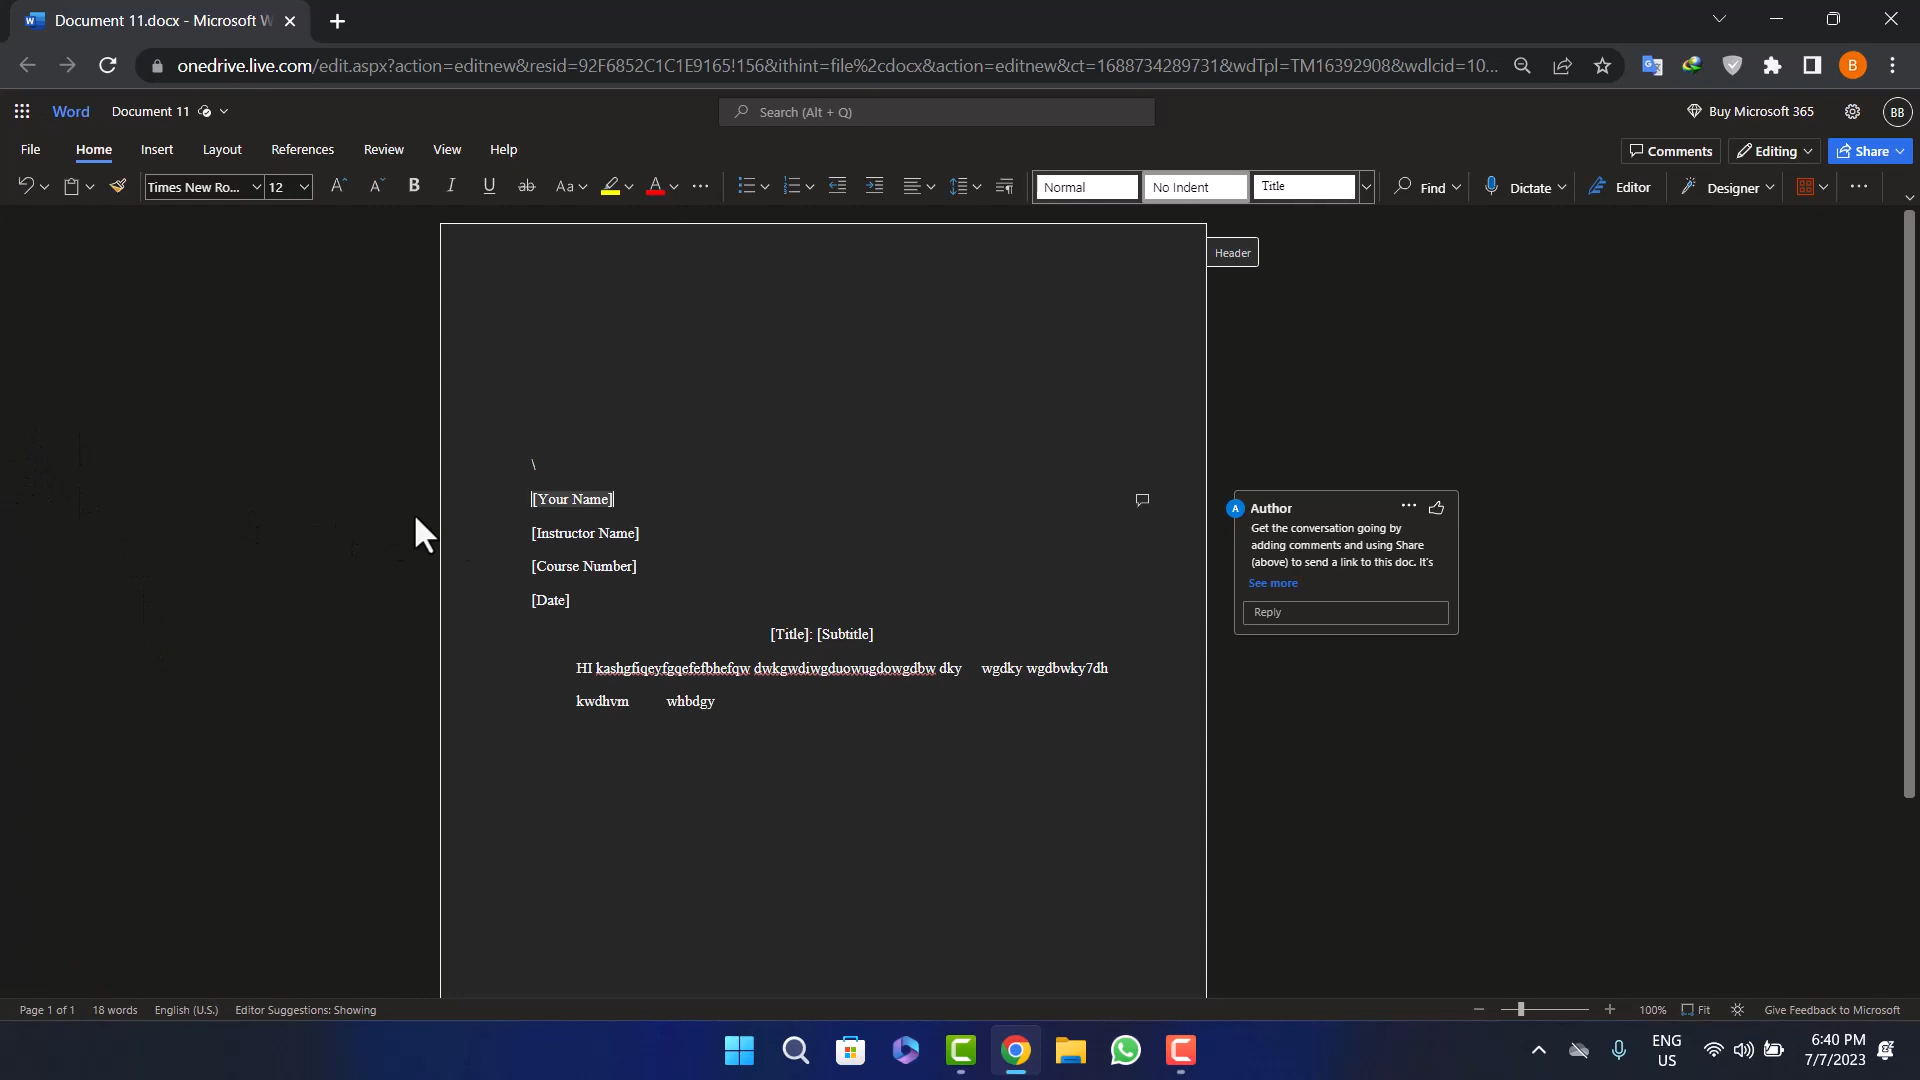 Document 11.docx - Microsoft W
onedrive.live.com/edit.aspx?action=editnew&resid=92F6852C1C1E9165!156&ithint=file%2cdocx&action=editnew&ct=1688734289731&wdTpl=TM16392908&wdlcid=10...
B
Word
Document 11
Search (Alt + Q)
Buy Microsoft 365
BB
File Home Insert Layout References Review View Help
Comments
Editing
Share
Times New Ro...
12
Normal
No Indent
Title
Find
Dictate
Editor
Designer
Header
\
[Your Name]
[Instructor Name]
[Course Number]
[Date]
[Title]: [Subtitle]
HI kashgfiqeyfgqefefbhefqw dwkgwdiwgduowugdowgdbw dky wgdky wgdbwky7dh
kwdhvm whbdgy
A Author
Get the conversation going by
adding comments and using Share
(above) to send a link to this doc. It's
See more
Reply
Page 1 of 1
18 words
English (U.S.)
Editor Suggestions: Showing
100%
Fit
Give Feedback to Microsoft
ENG
US
6:40 PM
7/7/2023